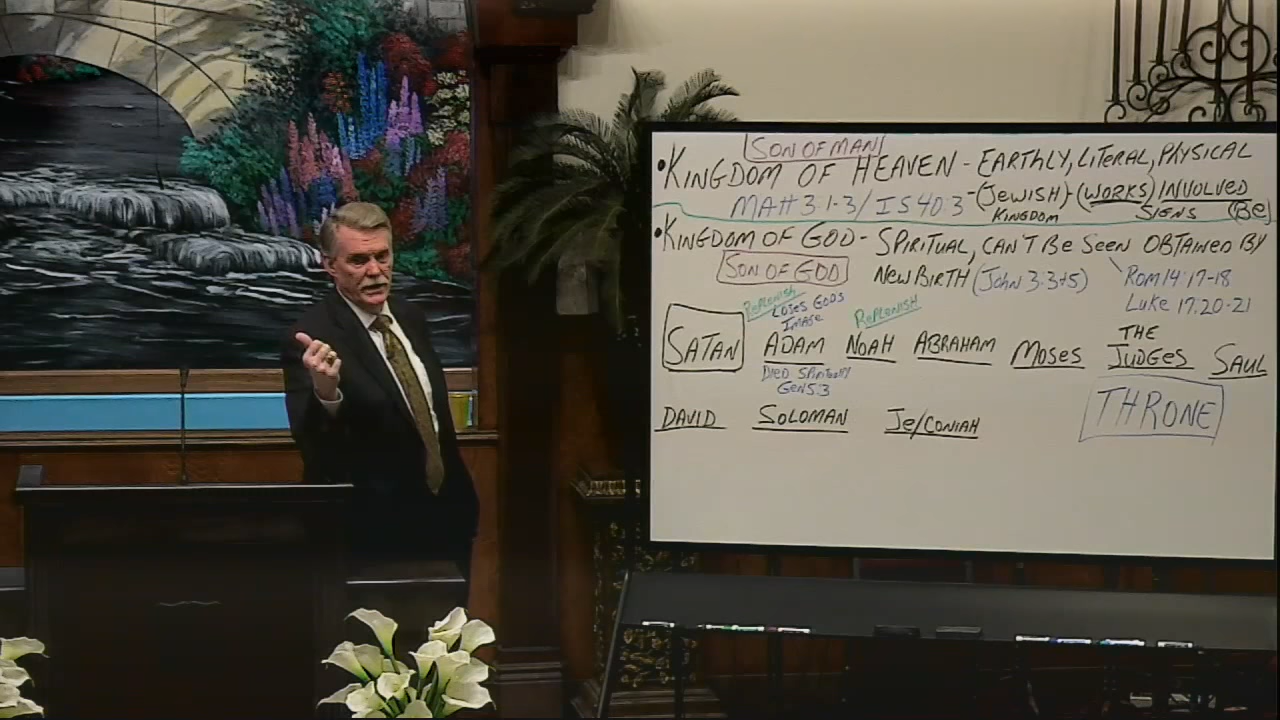 SON OF MAN
• KINGDOM OF HEAVEN - EARTHLY, LITERAL, PHYSICAL
MAH 3:1-3 / IS 40:3 - (JEWISH) - (WORKS) INVOLVED
KINGDOM SIGNS (BE)
• KINGDOM OF GOD - SPIRITUAL, CAN'T BE SEEN OBTAINED BY
SON OF GOD NEW BIRTH (John 3:3+5) Rom 14:17-18
Luke 17:20-21
REPLENISH LOSES GODS IMAGE REPLENISH
SATAN ADAM NOAH ABRAHAM MOSES THE JUDGES SAUL
DIED SPIRITUALLY
GEN 5:3
DAVID SOLOMAN Je/CONIAH THRONE